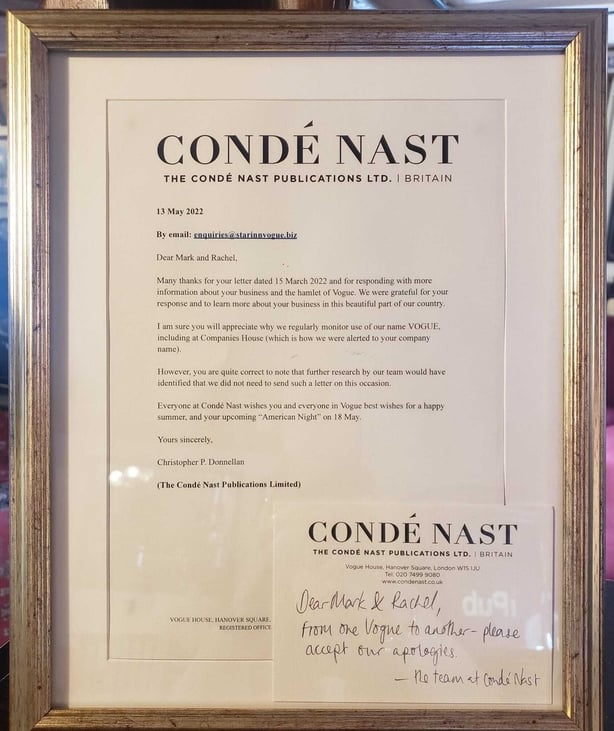 CONDÉ NAST
THE CONDÉ NAST PUBLICATIONS LTD. | BRITAIN
13 May 2022
By email: enquiries@starinnvogue.biz
Dear Mark and Rachel,
Many thanks for your letter dated 15 March 2022 and for responding with more
information about your business and the hamlet of Vogue. We were grateful for your
response and to learn more about your business in this beautiful part of our country.
I am sure you will appreciate why we regularly monitor use of our name VOGUE,
including at Companies House (which is how we were alerted to your company
name).
However, you are quite correct to note that further research by our team would have
identified that we did not need to send such a letter on this occasion.
Everyone at Condé Nast wishes you and everyone in Vogue best wishes for a happy
summer, and your upcoming “American Night” on 18 May.
Yours sincerely,
Christopher P. Donnellan
(The Condé Nast Publications Limited)
VOGUE HOUSE, HANOVER SQUARE,
REGISTERED OFFICE
CONDÉ NAST
THE CONDÉ NAST PUBLICATIONS LTD. | BRITAIN
Vogue House, Hanover Square, London W1S 1JU
Tel: 020 7499 9080
www.condenast.co.uk
Dear Mark & Rachel,
From one Vogue to another - please
accept our apologies.
— The team at Condé Nast